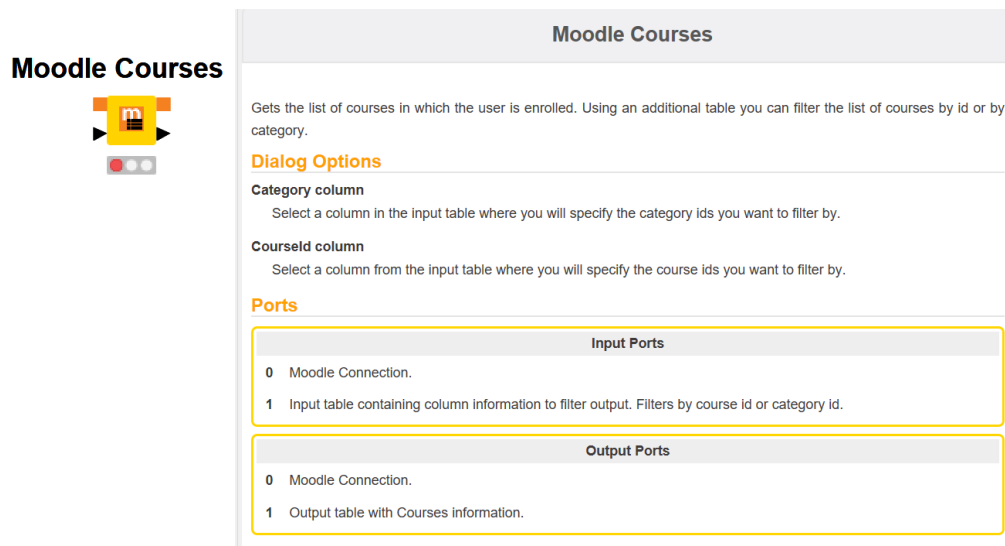 Moodle Courses
m
Moodle Courses
Gets the list of courses in which the user is enrolled. Using an additional table you can filter the list of courses by id or by
category.
Dialog Options
Category column
Select a column in the input table where you will specify the category ids you want to filter by.
CourseId column
Select a column from the input table where you will specify the course ids you want to filter by.
Ports
Input Ports
0 Moodle Connection.
1 Input table containing column information to filter output. Filters by course id or category id.
Output Ports
0 Moodle Connection.
1 Output table with Courses information.